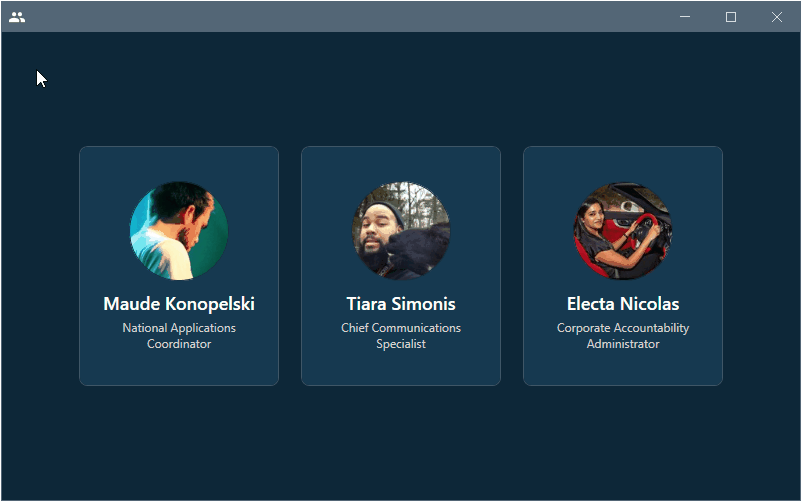 Maude Konopelski
National Applications
Coordinator
Tiara Simonis
Chief Communications
Specialist
Electa Nicolas
Corporate Accountability
Administrator